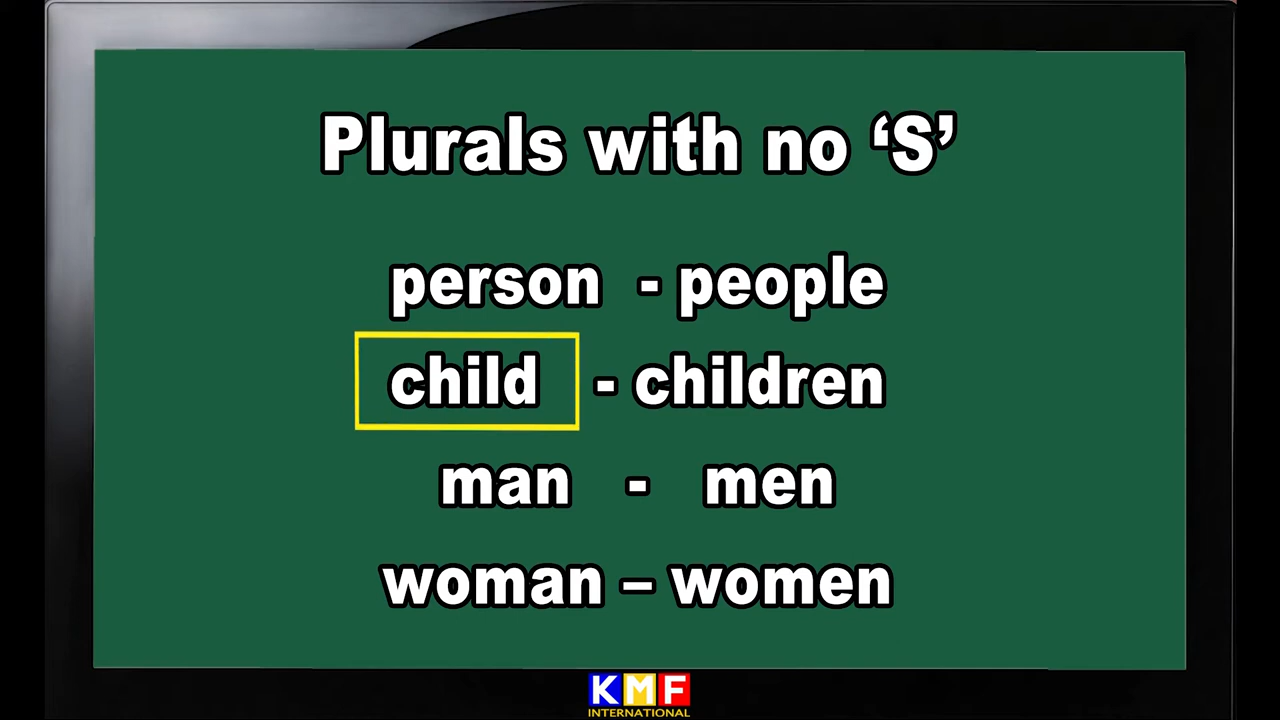 Plurals with no ‘S’
person - people
child - children
man - men
woman – women
KMF
INTERNATIONAL